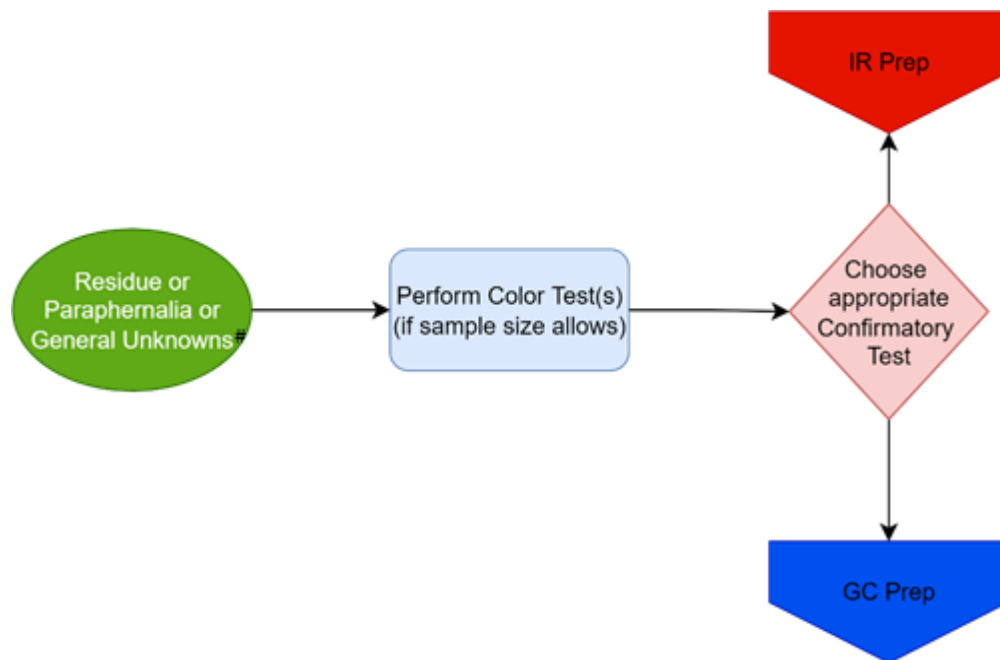 IR Prep
Residue or
Paraphernalia or
General Unknowns#
Perform Color Test(s)
(if sample size allows)
Choose
appropriate
Confirmatory
Test
GC Prep